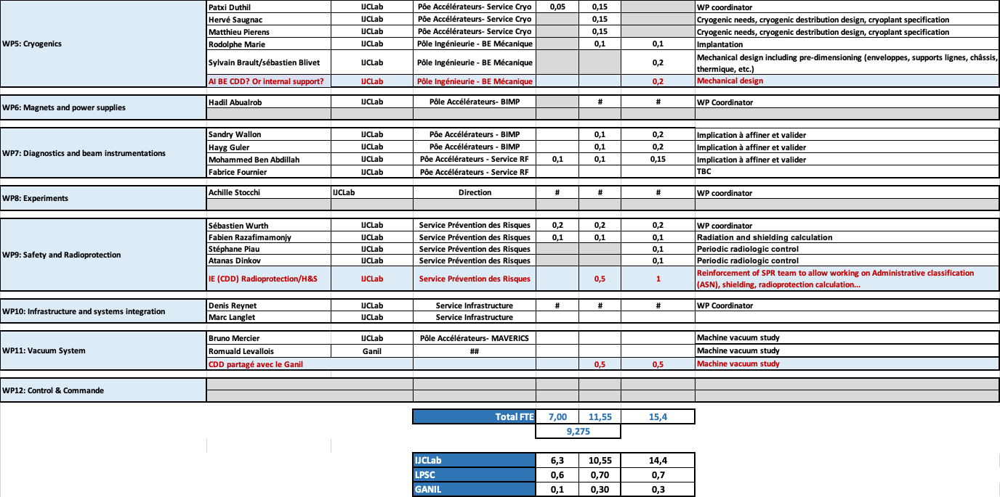 Patxi Duthil IJCLab Pôe Accélérateurs- Service Cryo 0,05 0,15 WP coordinator
Hervé Saugnac IJCLab Pôe Accélérateurs- Service Cryo 0,15 Cryogenic needs, cryogenic destribution design, cryoplant specification
Matthieu Pierens IJCLab Pôe Accélérateurs- Service Cryo 0,15 Cryogenic needs, cryogenic destribution design, cryoplant specification
WP5: Cryogenics
Rodolphe Marie IJCLab Pôle Ingénieurie - BE Mécanique 0,1 0,1 Implantation
Sylvain Brault/sébastien Blivet IJCLab Pôle Ingénieurie - BE Mécanique 0,2 Mechanical design including pre-dimensioning (enveloppes, supports lignes, châsis,
thermique, etc.)
AI BE CDD? Or internal support? IJCLab Pôle Ingénieurie - BE Mécanique 0,2 Mechanical design
WP6: Magnets and power supplies
Hadil Abualrob IJCLab Pôle Accélérateurs- BIMP # # WP Coordinator
Sandry Wallon IJCLab Pôe Accélérateurs - BIMP 0,1 0,2 Implication à affiner et valider
Hayg Guler IJCLab Pôe Accélérateurs - BIMP 0,1 0,2 Implication à affiner et valider
WP7: Diagnostics and beam instrumentations
Mohammed Ben Abdillah IJCLab Pôe Accélérateurs - Service RF 0,1 0,1 0,15 Implication à affiner et valider
Fabrice Fournier IJCLab Pôe Accélérateurs - Service RF TBC
WP8: Experiments
Achille Stocchi IJCLab Direction # # # WP coordinator
Sébastien Wurth IJCLab Service Prévention des Risques 0,2 0,2 0,2 WP coordinator
Fabien Razafimamonjy IJCLab Service Prévention des Risques 0,1 0,1 0,1 Radiation and shielding calculation
Stéphane Piau IJCLab Service Prévention des Risques 0,1 Periodic radiologic control
WP9: Safety and Radioprotection
Atanas Dinkov IJCLab Service Prévention des Risques 0,1 Periodic radiologic control
IE (CDD) Radioprotection/H&S IJCLab Service Prévention des Risques 0,5 1 Reinforcement of SPR team to allow working on Administrative classification
(ASN), shielding, radioprotection calculation...
WP10: Infrastructure and systems integration
Denis Reynet IJCLab Service Infrastructure # # # WP Coordinator
Marc Langlet IJCLab Service Infrastructure
Bruno Mercier IJCLab Pôle Accélérateurs- MAVERICS Machine vacuum study
WP11: Vacuum System
Romuald Levallois Ganil ## Machine vacuum study
CDD partagé avec le Ganil 0,5 0,5 Machine vacuum study
WP12: Control & Commande
Total FTE 7,00 11,55 15,4
9,275
IJCLab 6,3 10,55 14,4
LPSC 0,6 0,70 0,7
GANIL 0,1 0,30 0,3